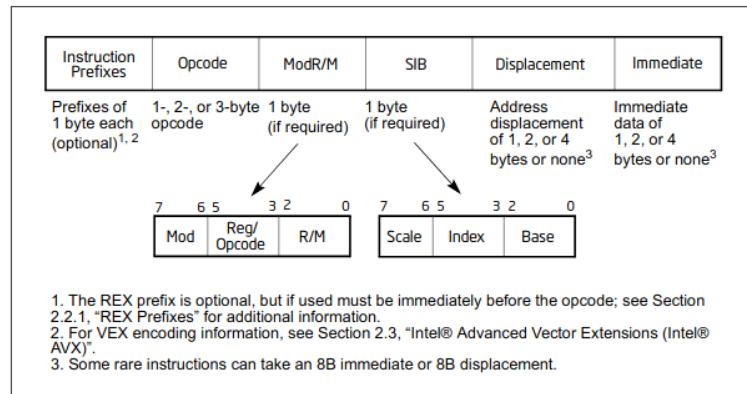 Instruction Prefixes Opcode ModR/M SIB Displacement Immediate
Prefixes of 1 byte each (optional)1, 2
1-, 2-, or 3-byte opcode
1 byte (if required)
1 byte (if required)
Address displacement of 1, 2, or 4 bytes or none3
Immediate data of 1, 2, or 4 bytes or none3
7 6 5 3 2 0
Mod Reg/Opcode R/M
7 6 5 3 2 0
Scale Index Base
1. The REX prefix is optional, but if used must be immediately before the opcode; see Section
2.2.1, “REX Prefixes” for additional information.
2. For VEX encoding information, see Section 2.3, “Intel® Advanced Vector Extensions (Intel®
AVX)”.
3. Some rare instructions can take an 8B immediate or 8B displacement.